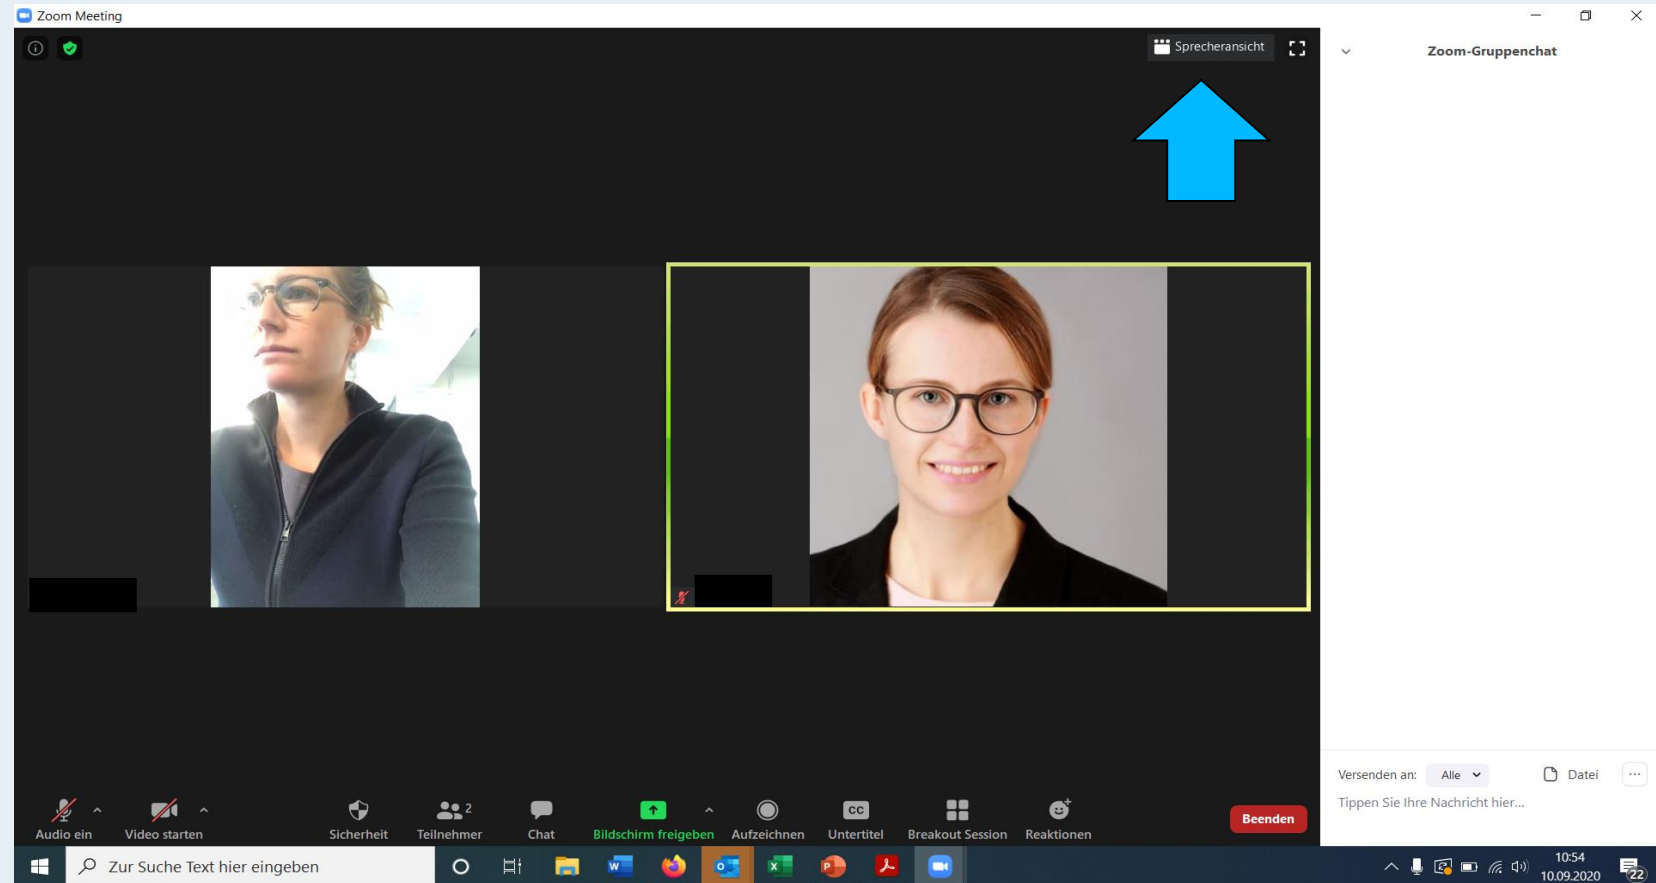 Zoom Meeting
Sprecheransicht
Zoom-Gruppenchat
Versenden an: Alle Datei
Tippen Sie Ihre Nachricht hier...
2
Audio ein Video starten Sicherheit Teilnehmer Chat Bildschirm freigeben Aufzeichnen CC Untertitel Breakout Session Reaktionen Beenden
Zur Suche Text hier eingeben
10:54
10.09.2020
22